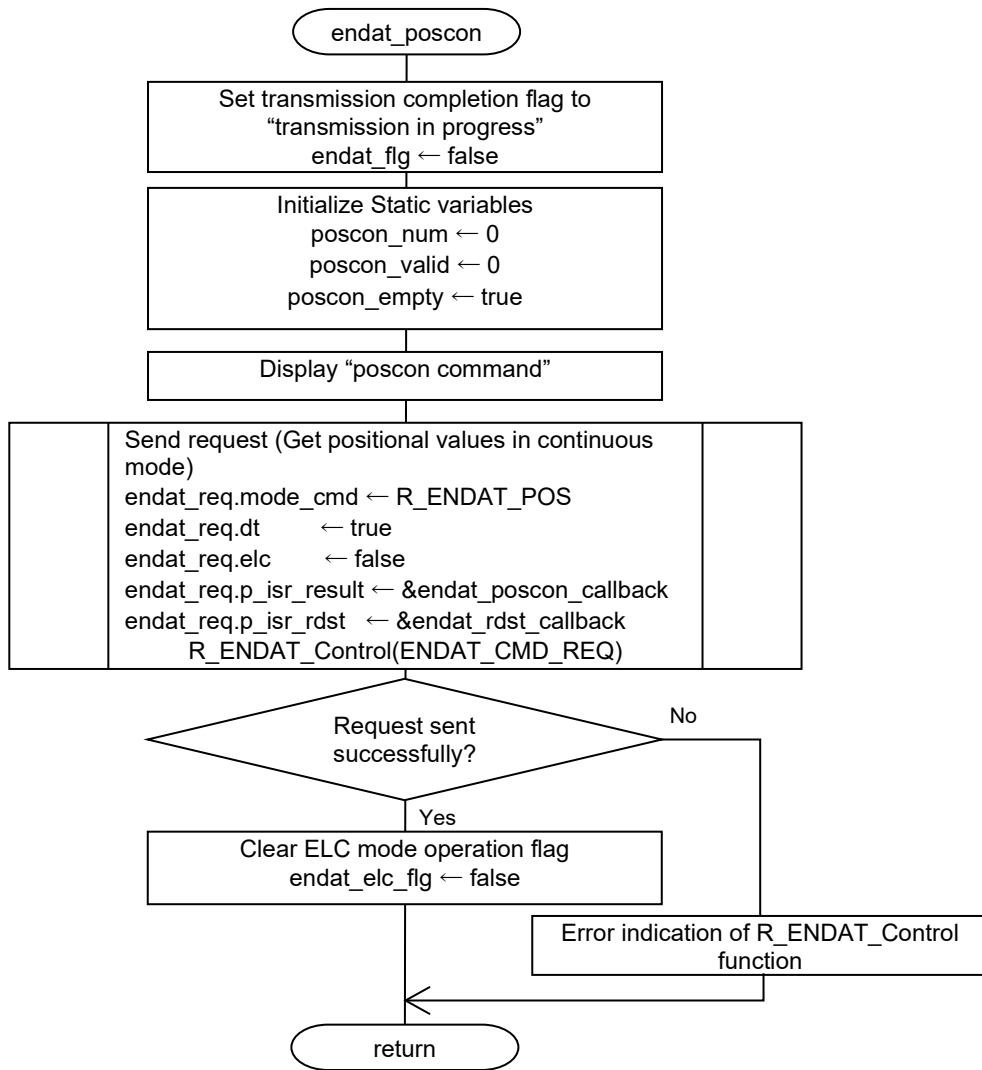 endat_poscon
Set transmission completion flag to
“transmission in progress”
endat_flg ← false
Initialize Static variables
poscon_num ← 0
poscon_valid ← 0
poscon_empty ← true
Display “poscon command”
Send request (Get positional values in continuous
mode)
endat_req.mode_cmd ← R_ENDAT_POS
endat_req.dt ← true
endat_req.elc ← false
endat_req.p_isr_result ← &endat_poscon_callback
endat_req.p_isr_rdst ← &endat_rdst_callback
R_ENDAT_Control(ENDAT_CMD_REQ)
Request sent
successfully?
No
Yes
Clear ELC mode operation flag
endat_elc_flg ← false
Error indication of R_ENDAT_Control
function
return